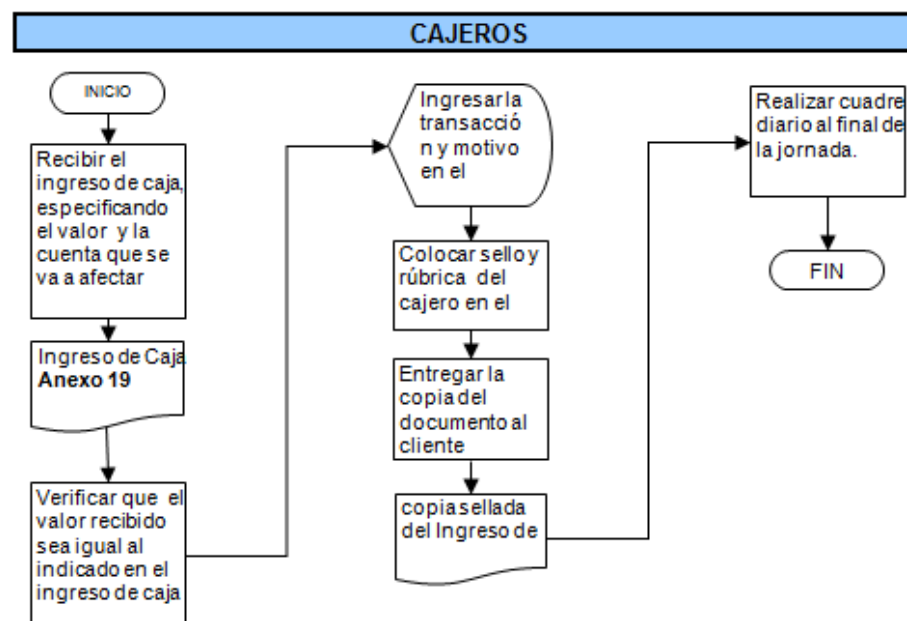 CAJEROS
INICIO
Recibir el
ingreso de caja,
especificando
el valor y la
cuenta que se
va a afectar
Ingreso de Caja
Anexo 19
Verificar que el
valor recibido
sea igual al
indicado en el
ingreso de caja
Ingresar la
transacció
n y motivo
en el
Colocar sello y
rúbrica del
cajero en el
Entregar la
copia del
documento al
cliente
copia sellada
del Ingreso de
Realizar cuadre
diario al final de
la jornada.
FIN